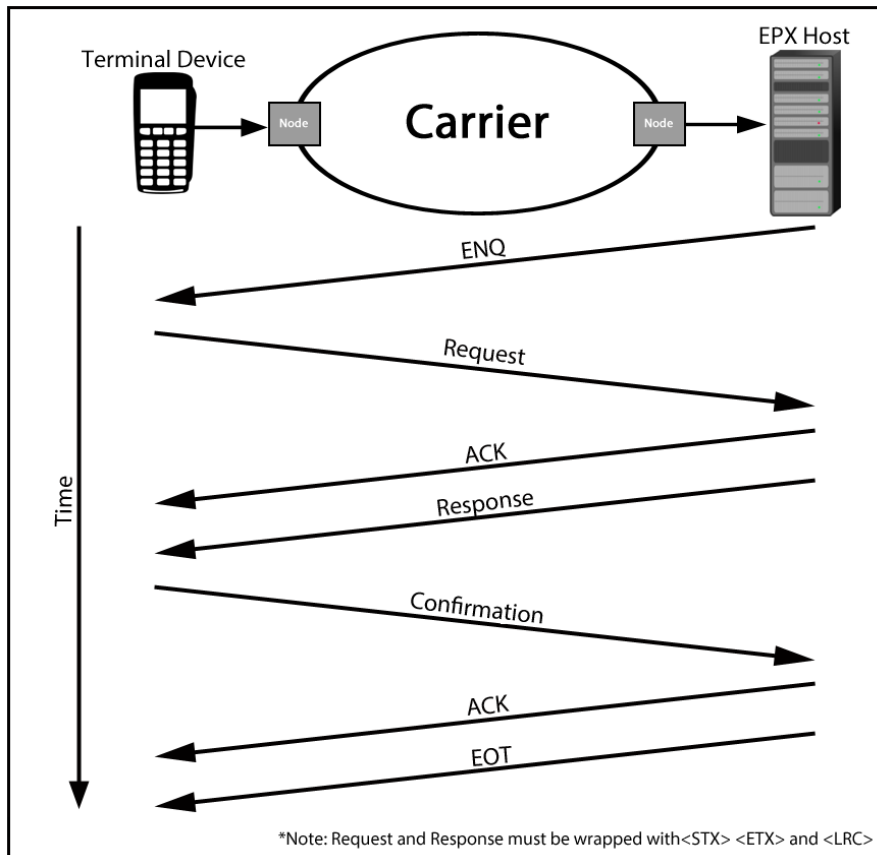 EPX Host
Terminal Device
Node
Carrier
Node
ENQ
Request
ACK
Response
Time
Confirmation
ACK
EOT
*Note: Request and Response must be wrapped with<STX> <ETX> and <LRC>